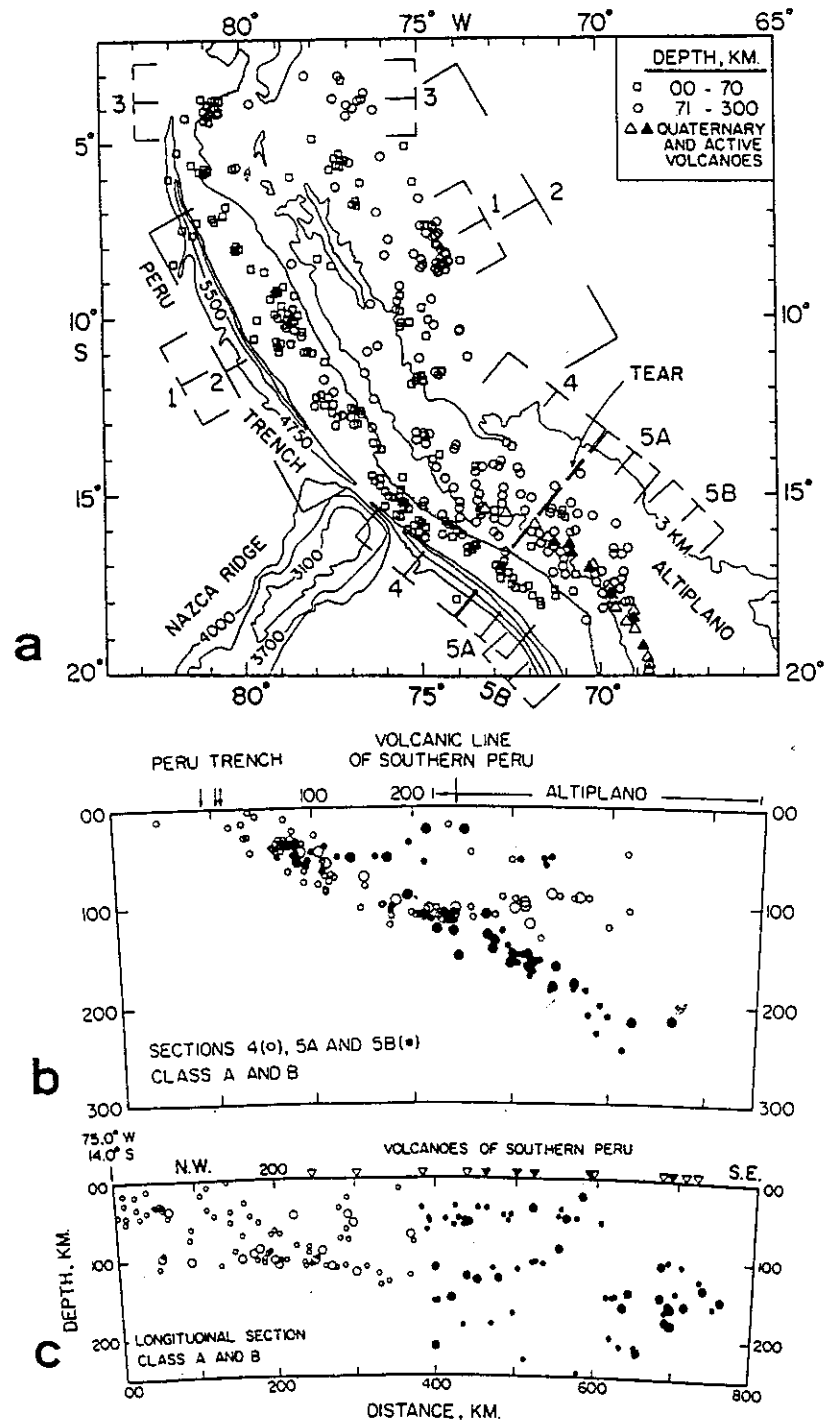 80° 75° W 70° 65°
DEPTH, KM.
□ 00 - 70
○ 71 - 300
△ ▲ QUATERNARY
AND ACTIVE
VOLCANOES
3 3
5° 5°
1 2
PERU
5500
10° 10°
S S
1 2
TRENCH
4750
4
TEAR
5A
5B
15° 15°
3 KM.
ALTIPLANO
NAZCA RIDGE
3100
4000
3700
4
5A
5B
a
20° 20°
80° 75° 70°
VOLCANIC LINE
PERU TRENCH OF SOUTHERN PERU
100 200 ALTIPLANO
00 00
100 100
200 200
SECTIONS 4(o), 5A AND 5B(•)
CLASS A AND B
b
300 300
75.0° W
14.0° S
VOLCANOES OF SOUTHERN PERU
N.W. 200 S.E.
00 00
100 100
DEPTH, KM.
LONGITUDINAL SECTION
CLASS A AND B
200 200
c
00 200 400 600 800
DISTANCE, KM.